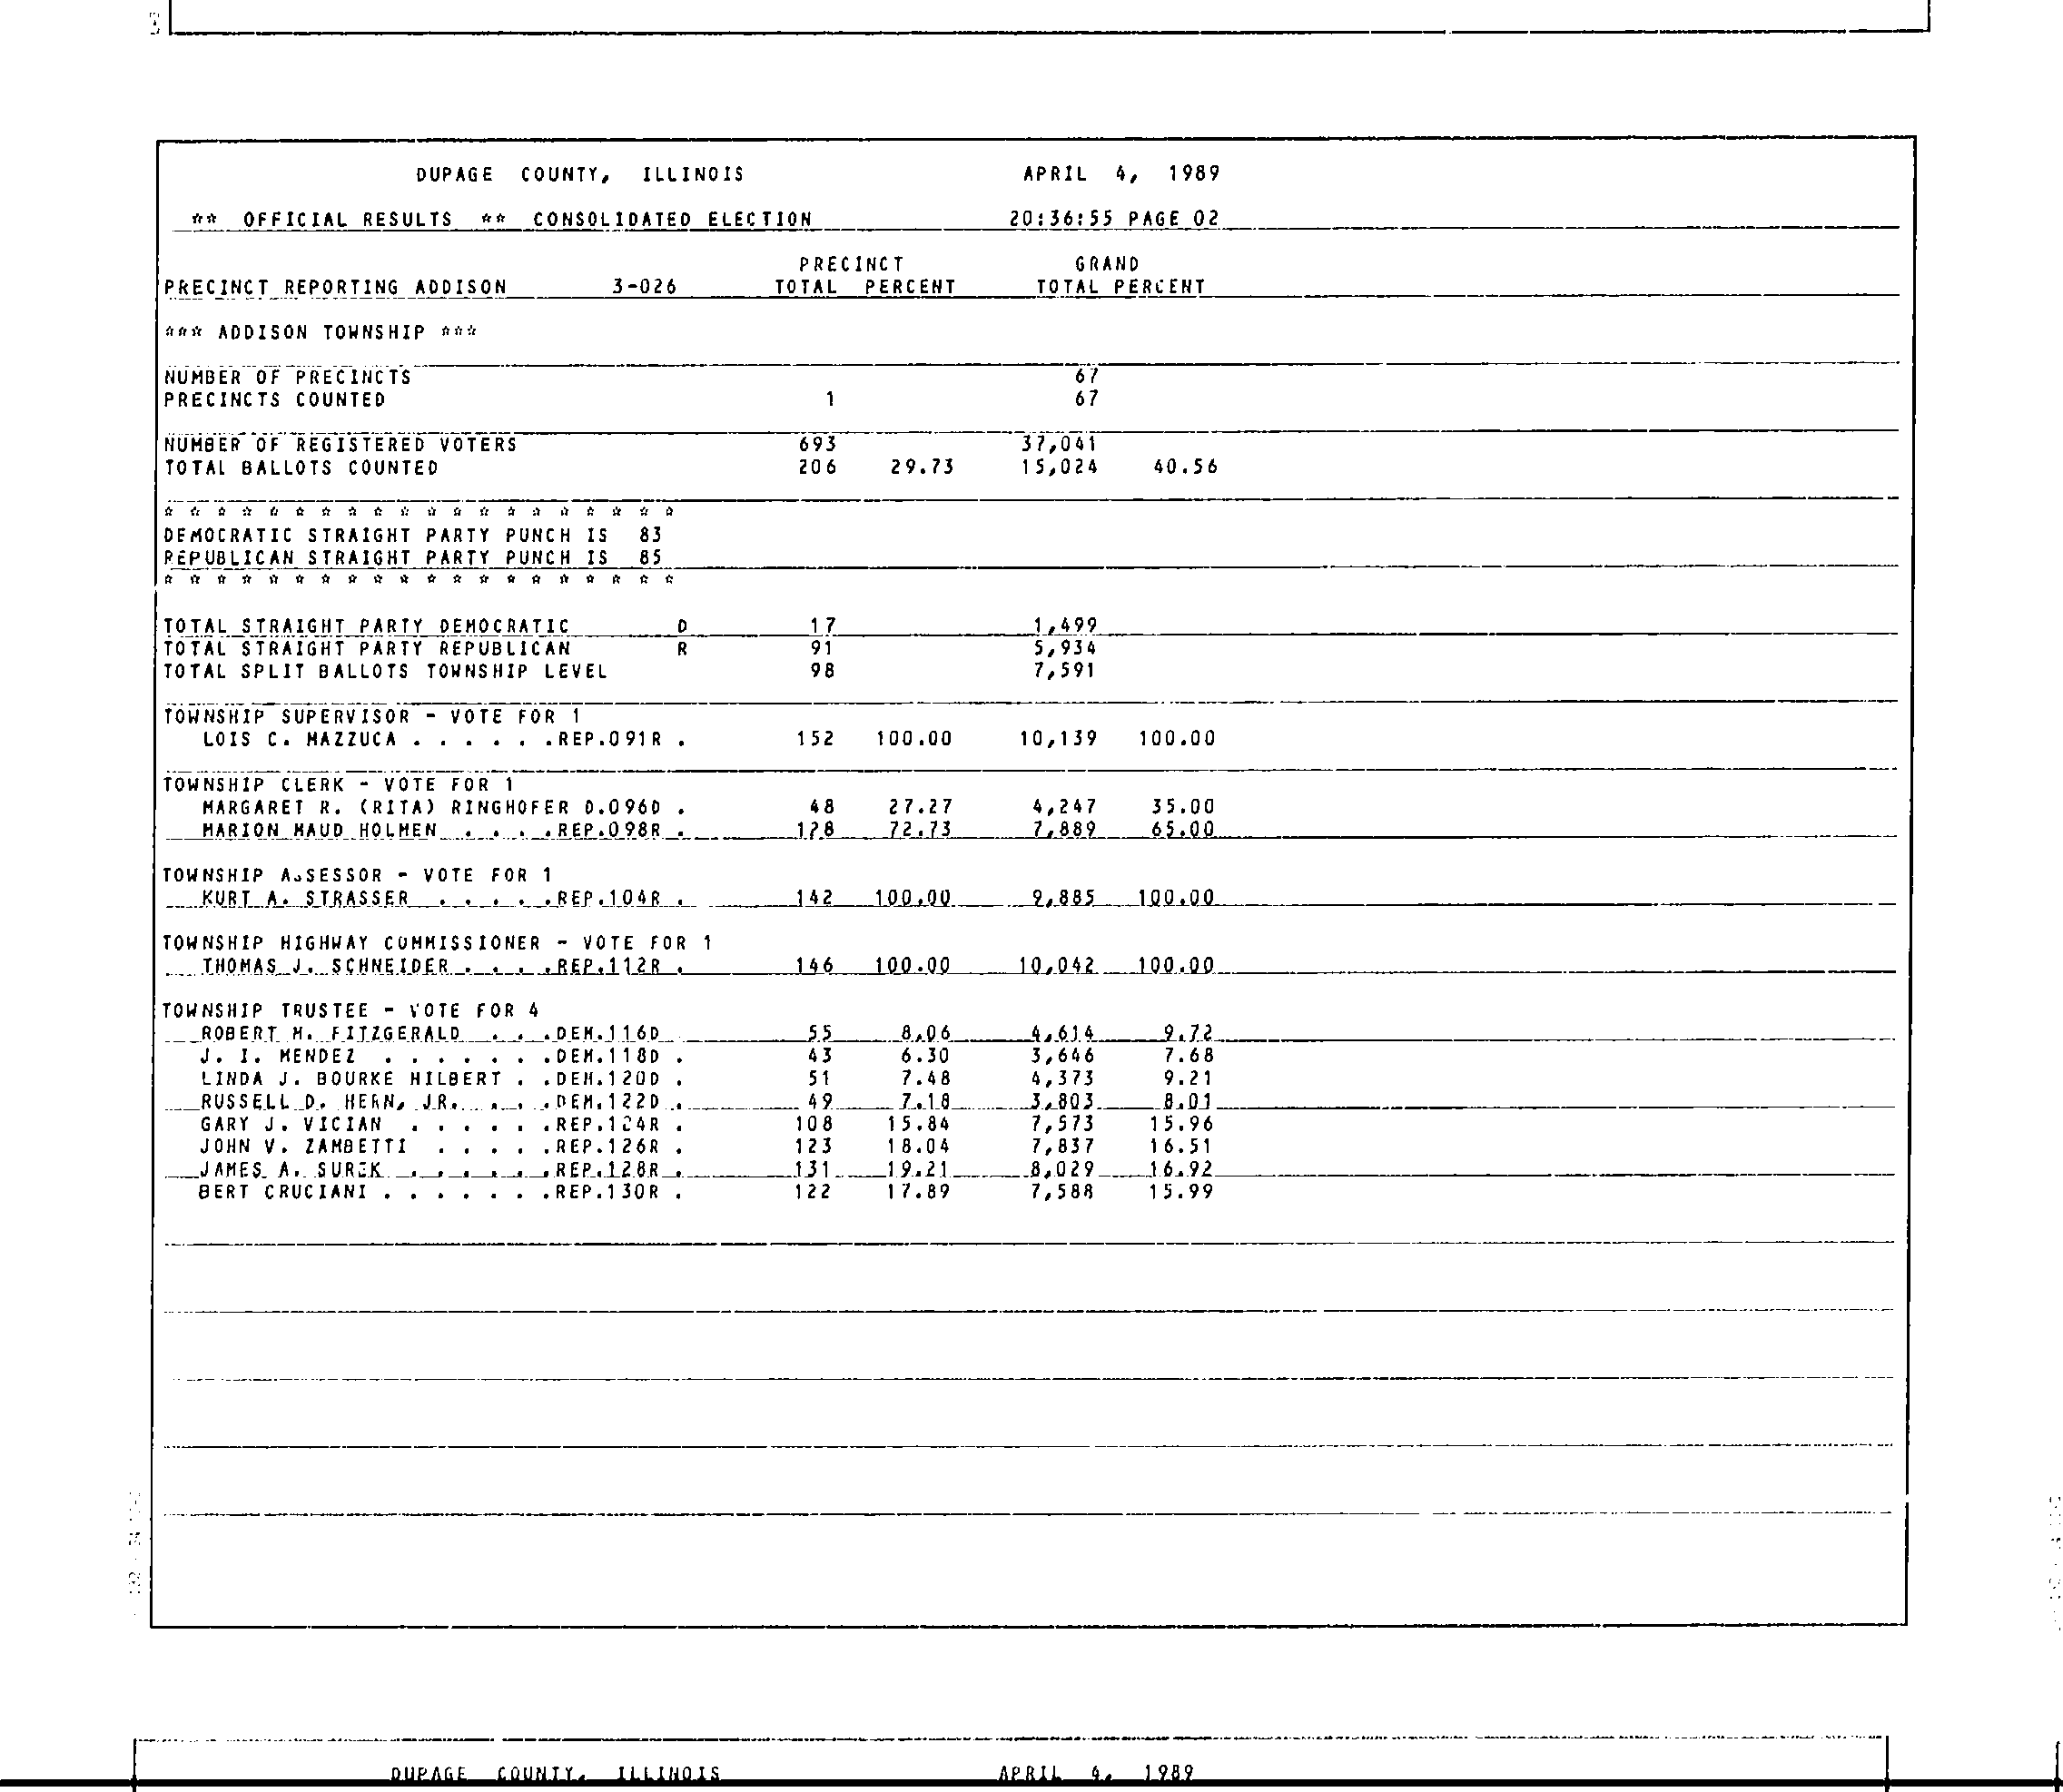 DUPAGE COUNTY, ILLINOIS APRIL 4, 1989
** OFFICIAL RESULTS ** CONSOLIDATED ELECTION 20:36:55 PAGE 02
PRECINCT GRAND
PRECINCT REPORTING ADDISON 3-026 TOTAL PERCENT TOTAL PERCENT
*** ADDISON TOWNSHIP ***
NUMBER OF PRECINCTS 67
PRECINCTS COUNTED 1 67
NUMBER OF REGISTERED VOTERS 693 37,041
TOTAL BALLOTS COUNTED 206 29.73 15,024 40.56
* * * * * * * * * * * * * * * * * * * *
DEMOCRATIC STRAIGHT PARTY PUNCH IS 83
REPUBLICAN STRAIGHT PARTY PUNCH IS 85
* * * * * * * * * * * * * * * * * * * *
TOTAL STRAIGHT PARTY DEMOCRATIC D 17 1,499
TOTAL STRAIGHT PARTY REPUBLICAN R 91 5,934
TOTAL SPLIT BALLOTS TOWNSHIP LEVEL 98 7,591
TOWNSHIP SUPERVISOR - VOTE FOR 1
LOIS C. MAZZUCA . . . . . .REP.091R . 152 100.00 10,139 100.00
TOWNSHIP CLERK - VOTE FOR 1
MARGARET R. (RITA) RINGHOFER D.096D . 48 27.27 4,247 35.00
MARION MAUD HOLMEN . . . .REP.098R . 128 72.73 7,889 65.00
TOWNSHIP ASSESSOR - VOTE FOR 1
KURT A. STRASSER . . . . .REP.104R . 142 100.00 9,885 100.00
TOWNSHIP HIGHWAY COMMISSIONER - VOTE FOR 1
THOMAS J. SCHNEIDER . . . .REP.112R . 146 100.00 10,042 100.00
TOWNSHIP TRUSTEE - VOTE FOR 4
ROBERT M. FITZGERALD . . .DEM.116D 55 8.06 4,614 9.72
J. I. MENDEZ . . . . . . .DEM.118D . 43 6.30 3,646 7.68
LINDA J. BOURKE HILBERT . .DEM.120D . 51 7.48 4,373 9.21
RUSSELL D. HERN, JR. . . .DEM.122D . 49 7.18 3,803 8.01
GARY J. VICIAN . . . . . .REP.124R . 108 15.84 7,573 15.96
JOHN V. ZAMBETTI . . . . .REP.126R . 123 18.04 7,837 16.51
JAMES A. SUREK . . . . . .REP.128R . 131 19.21 8,029 16.92
BERT CRUCIANI . . . . . . .REP.130R . 122 17.89 7,588 15.99
DUPAGE COUNTY, ILLINOIS APRIL 4, 1989